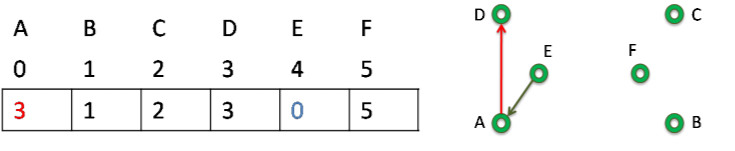 A B C D E F
0 1 2 3 4 5
3 1 2 3 0 5
D C
E F
A B